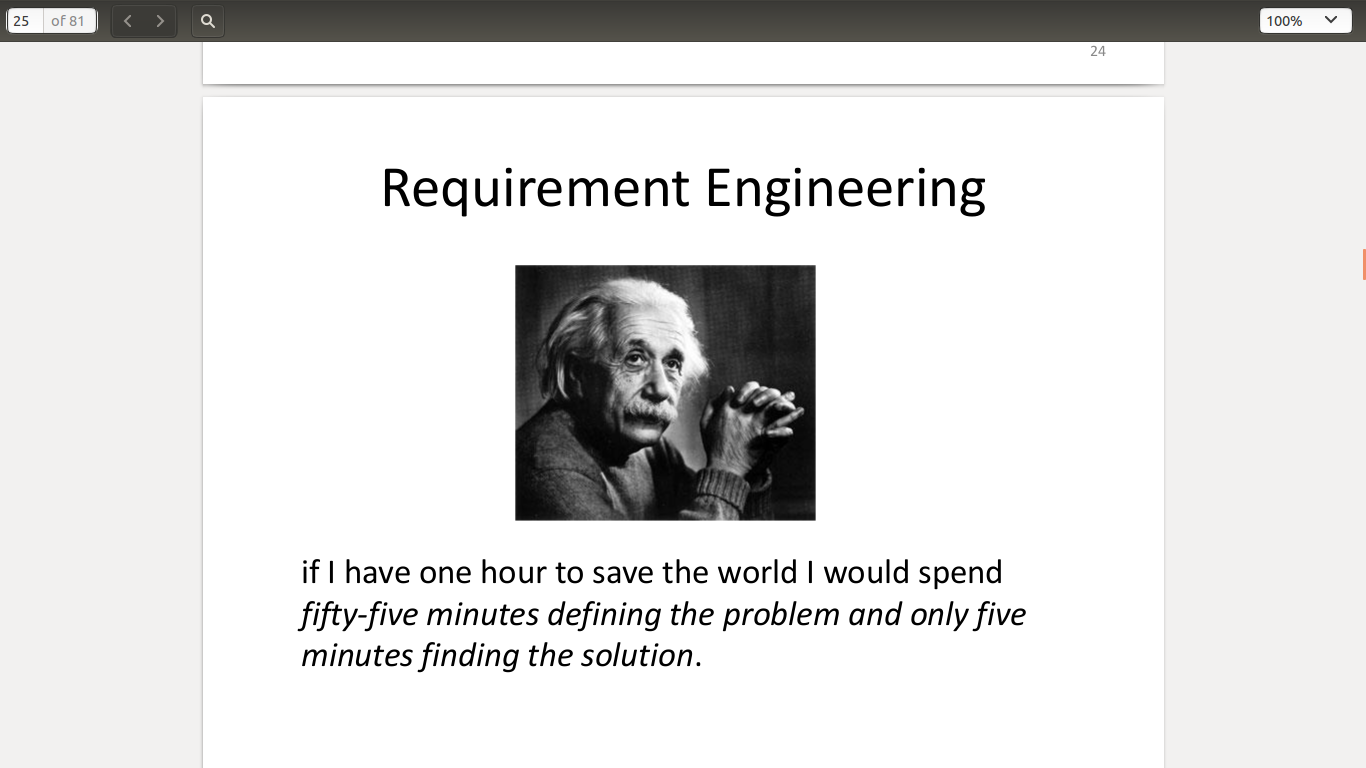 25 of 81
100%
24
Requirement Engineering
if I have one hour to save the world I would spend
fifty-five minutes defining the problem and only five
minutes finding the solution.